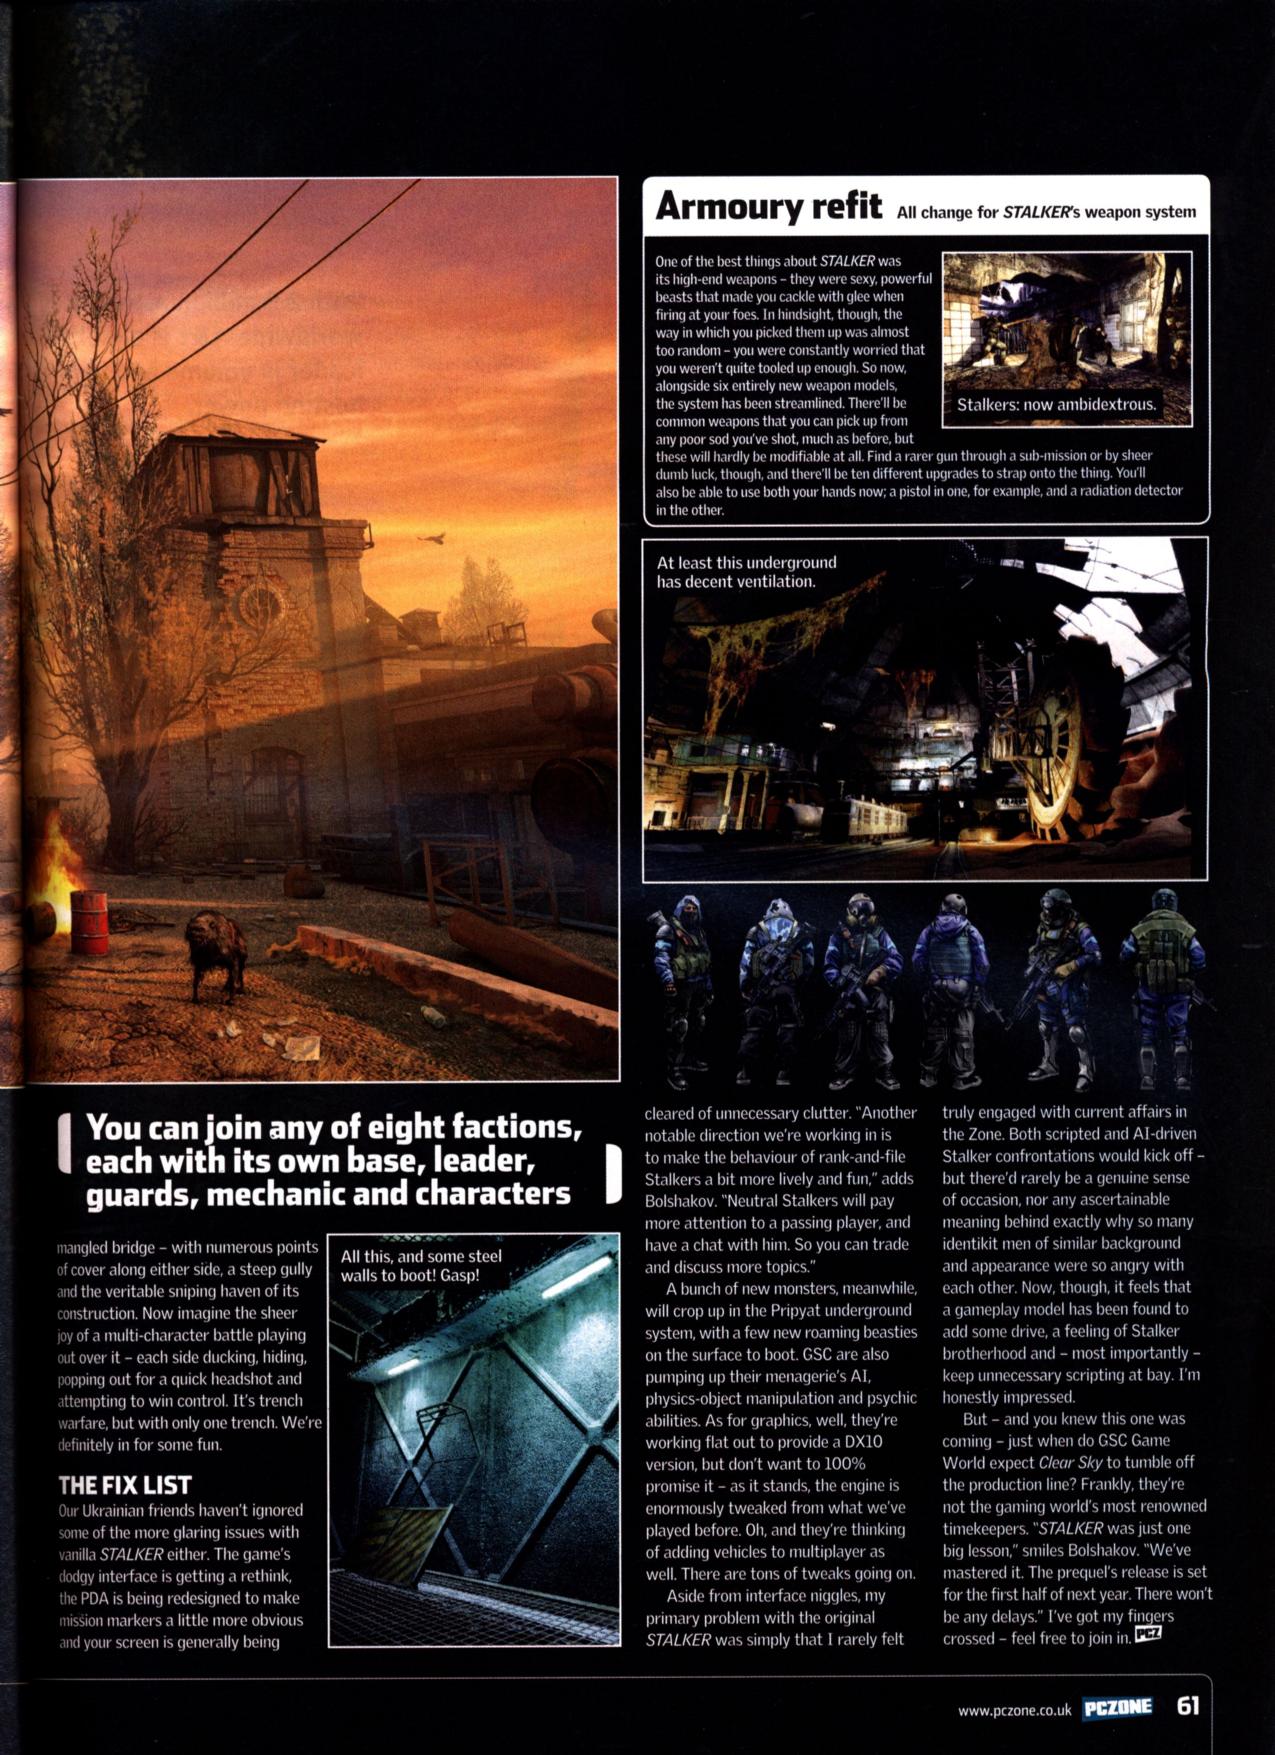 Armoury refit All change for STALKER's weapon system
One of the best things about STALKER was
its high-end weapons – they were sexy, powerful
beasts that made you cackle with glee when
firing at your foes. In hindsight, though, the
way in which you picked them up was almost
too random – you were constantly worried that
you weren't quite tooled up enough. So now,
alongside six entirely new weapon models,
the system has been streamlined. There'll be
common weapons that you can pick up from
any poor sod you've shot, much as before, but
these will hardly be modifiable at all. Find a rarer gun through a sub-mission or by sheer
dumb luck, though, and there'll be ten different upgrades to strap onto the thing. You'll
also be able to use both your hands now; a pistol in one, for example, and a radiation detector
in the other.
Stalkers: now ambidextrous.
At least this underground
has decent ventilation.
You can join any of eight factions,
each with its own base, leader,
guards, mechanic and characters
mangled bridge – with numerous points
of cover along either side, a steep gully
and the veritable sniping haven of its
construction. Now imagine the sheer
joy of a multi-character battle playing
out over it – each side ducking, hiding,
popping out for a quick headshot and
attempting to win control. It's trench
warfare, but with only one trench. We're
definitely in for some fun.
THE FIX LIST
Our Ukrainian friends haven't ignored
some of the more glaring issues with
vanilla STALKER either. The game's
dodgy interface is getting a rethink,
the PDA is being redesigned to make
mission markers a little more obvious
and your screen is generally being
All this, and some steel
walls to boot! Gasp!
cleared of unnecessary clutter. "Another
notable direction we're working in is
to make the behaviour of rank-and-file
Stalkers a bit more lively and fun," adds
Bolshakov. "Neutral Stalkers will pay
more attention to a passing player, and
have a chat with him. So you can trade
and discuss more topics."
A bunch of new monsters, meanwhile,
will crop up in the Pripyat underground
system, with a few new roaming beasties
on the surface to boot. GSC are also
pumping up their menagerie's AI,
physics-object manipulation and psychic
abilities. As for graphics, well, they're
working flat out to provide a DX10
version, but don't want to 100%
promise it – as it stands, the engine is
enormously tweaked from what we've
played before. Oh, and they're thinking
of adding vehicles to multiplayer as
well. There are tons of tweaks going on.
Aside from interface niggles, my
primary problem with the original
STALKER was simply that I rarely felt
truly engaged with current affairs in
the Zone. Both scripted and AI-driven
Stalker confrontations would kick off –
but there'd rarely be a genuine sense
of occasion, nor any ascertainable
meaning behind exactly why so many
identikit men of similar background
and appearance were so angry with
each other. Now, though, it feels that
a gameplay model has been found to
add some drive, a feeling of Stalker
brotherhood and – most importantly –
keep unnecessary scripting at bay. I'm
honestly impressed.
But – and you knew this one was
coming – just when do GSC Game
World expect Clear Sky to tumble off
the production line? Frankly, they're
not the gaming world's most renowned
timekeepers. "STALKER was just one
big lesson," smiles Bolshakov. "We've
mastered it. The prequel's release is set
for the first half of next year. There won't
be any delays." I've got my fingers
crossed – feel free to join in. PCZ
www.pczone.co.uk PCZONE 61